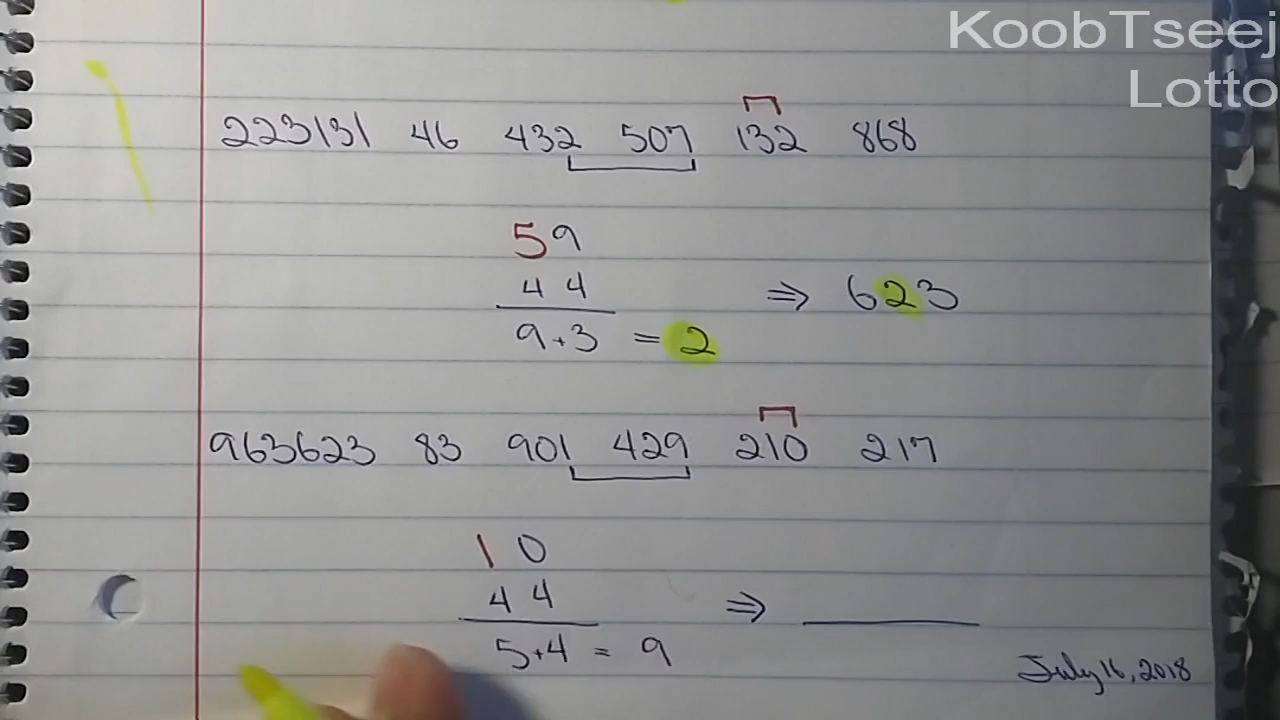 KoobTseej
Lotto
223131 46 432 507 132 868
59
44 ⇒ 623
9+3 = 2
963623 83 901 429 210 217
10
44 ⇒
5+4 = 9
July 16, 2018